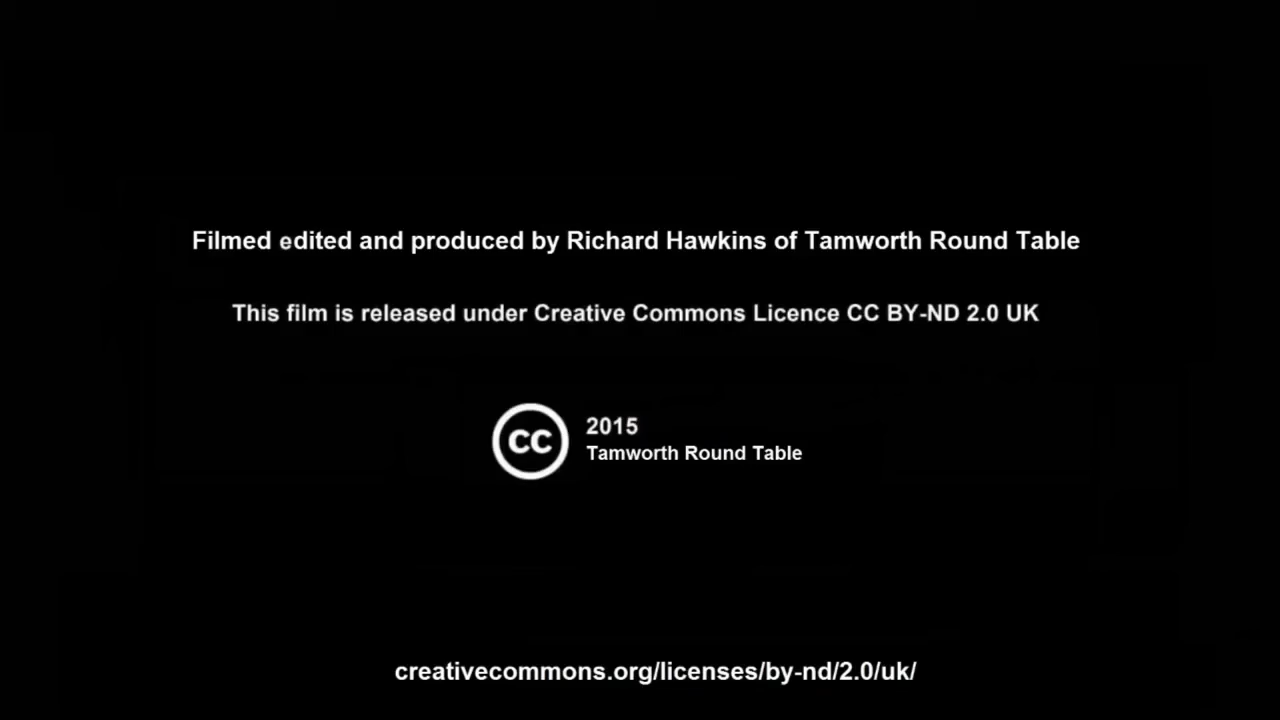 Filmed edited and produced by Richard Hawkins of Tamworth Round Table
This film is released under Creative Commons Licence CC BY-ND 2.0 UK
cc
2015
Tamworth Round Table
creativecommons.org/licenses/by-nd/2.0/uk/